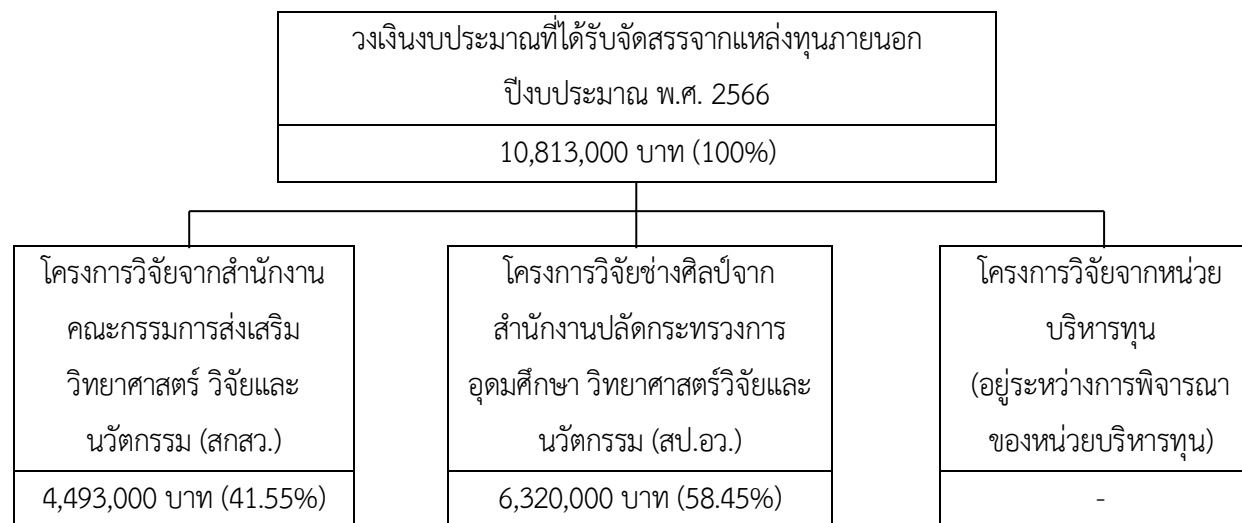 วงเงินงบประมาณที่ได้รับจัดสรรจากแหล่งทุนภายนอก
ปีงบประมาณ พ.ศ. 2566
10,813,000 บาท (100%)
โครงการวิจัยจากสำนักงาน
คณะกรรมการส่งเสริม
วิทยาศาสตร์ วิจัยและ
นวัตกรรม (สกสว.)
4,493,000 บาท (41.55%)
โครงการวิจัยช่างศิลป์จาก
สำนักงานปลัดกระทรวงการ
อุดมศึกษา วิทยาศาสตร์วิจัยและ
นวัตกรรม (สป.อว.)
6,320,000 บาท (58.45%)
โครงการวิจัยจากหน่วย
บริหารทุน
(อยู่ระหว่างการพิจารณา
ของหน่วยบริหารทุน)
-